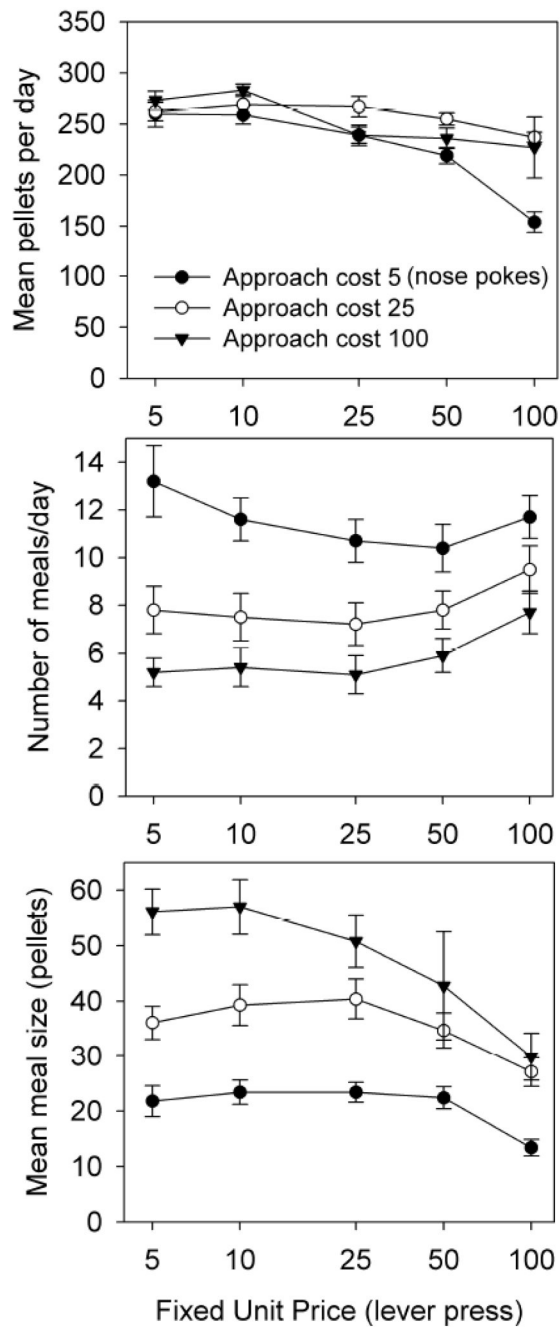 Mean pellets per day
350
300
250
200
150
100
50
0
Approach cost 5 (nose pokes)
Approach cost 25
Approach cost 100
5 10 25 50 100
Number of meals/day
14
12
10
8
6
4
2
0
5 10 25 50 100
Mean meal size (pellets)
60
50
40
30
20
10
0
5 10 25 50 100
Fixed Unit Price (lever press)